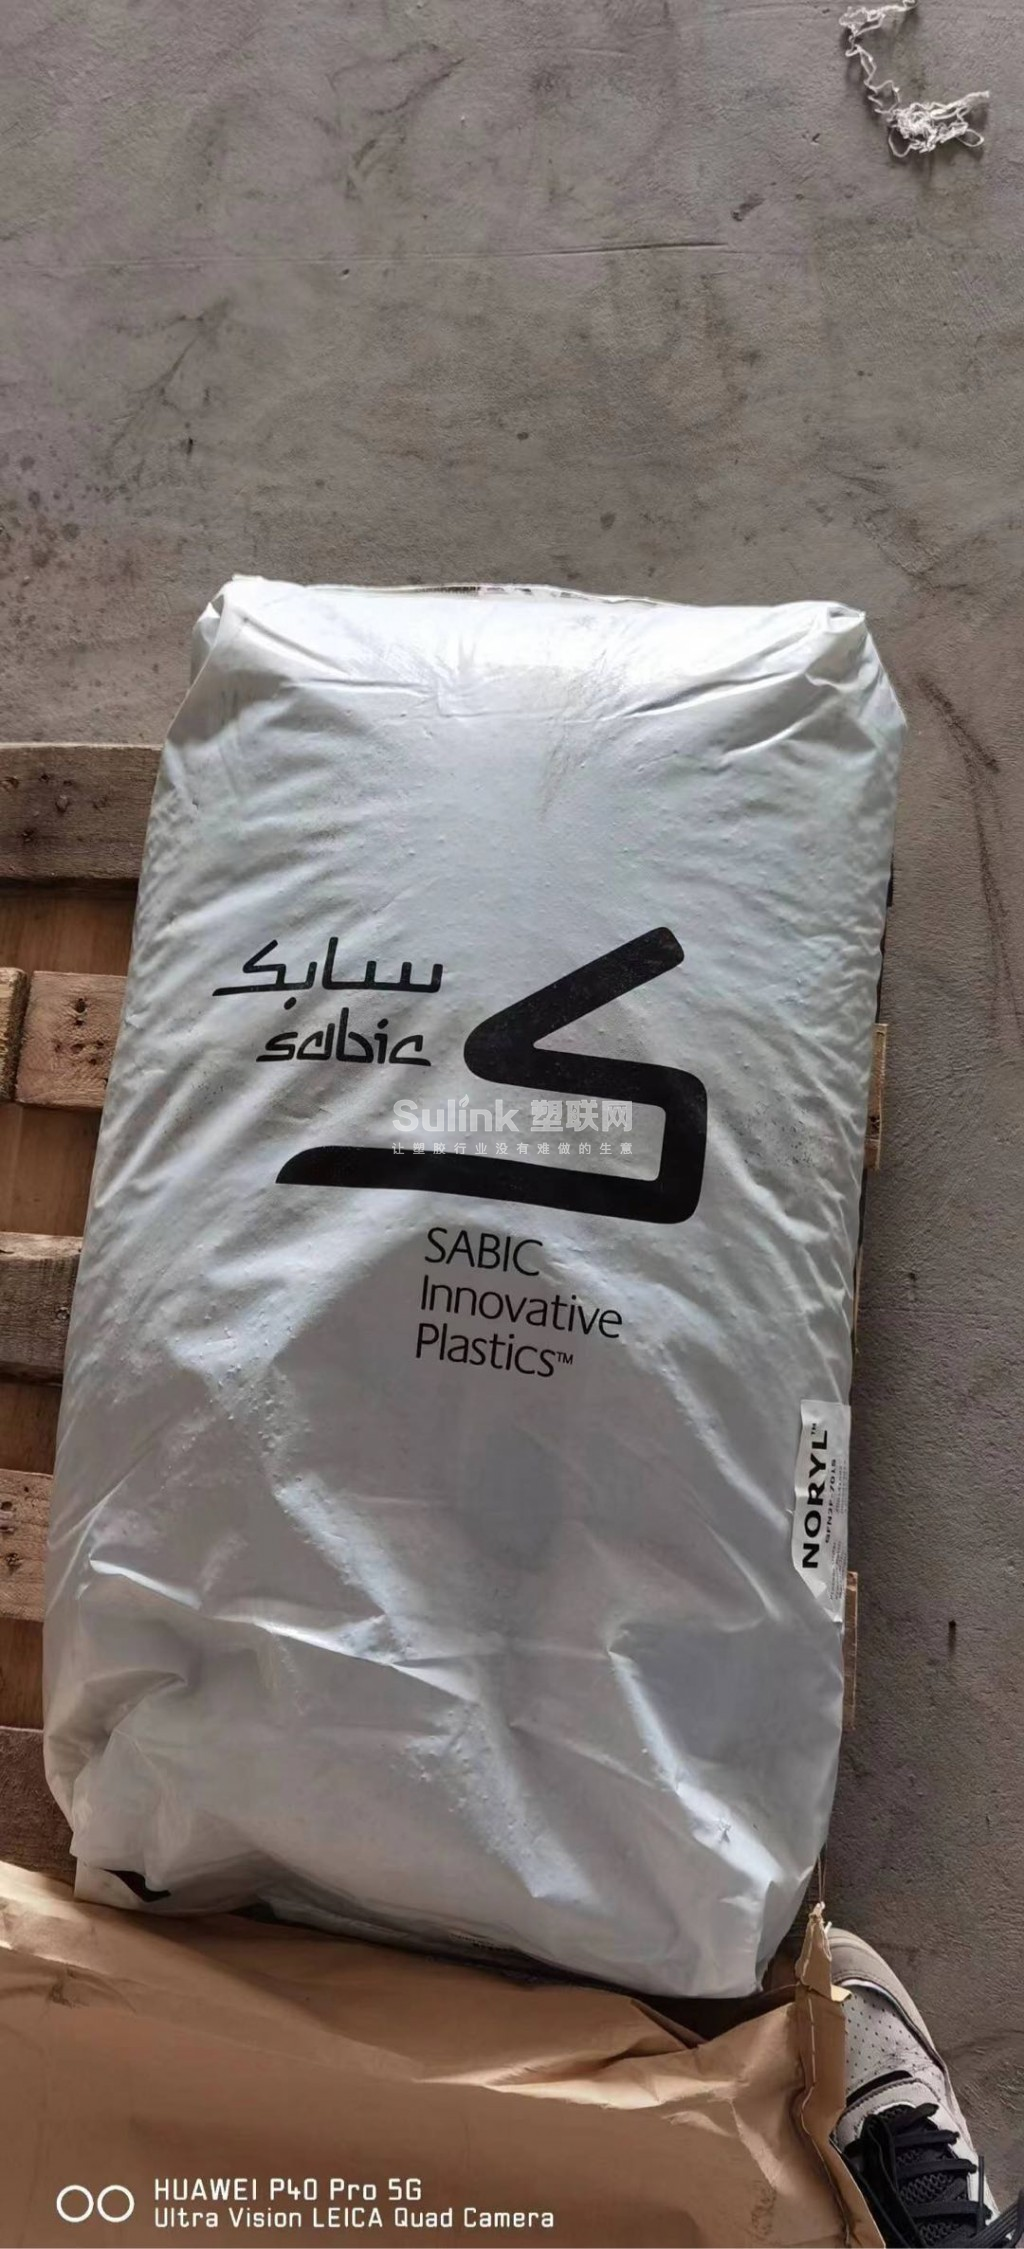 سابک
sabic
Sulink 塑联网
让塑胶行业没有难做的生意
SABIC
Innovative
Plastics™
NORYL™
HUAWEI P40 Pro 5G
Ultra Vision LEICA Quad Camera